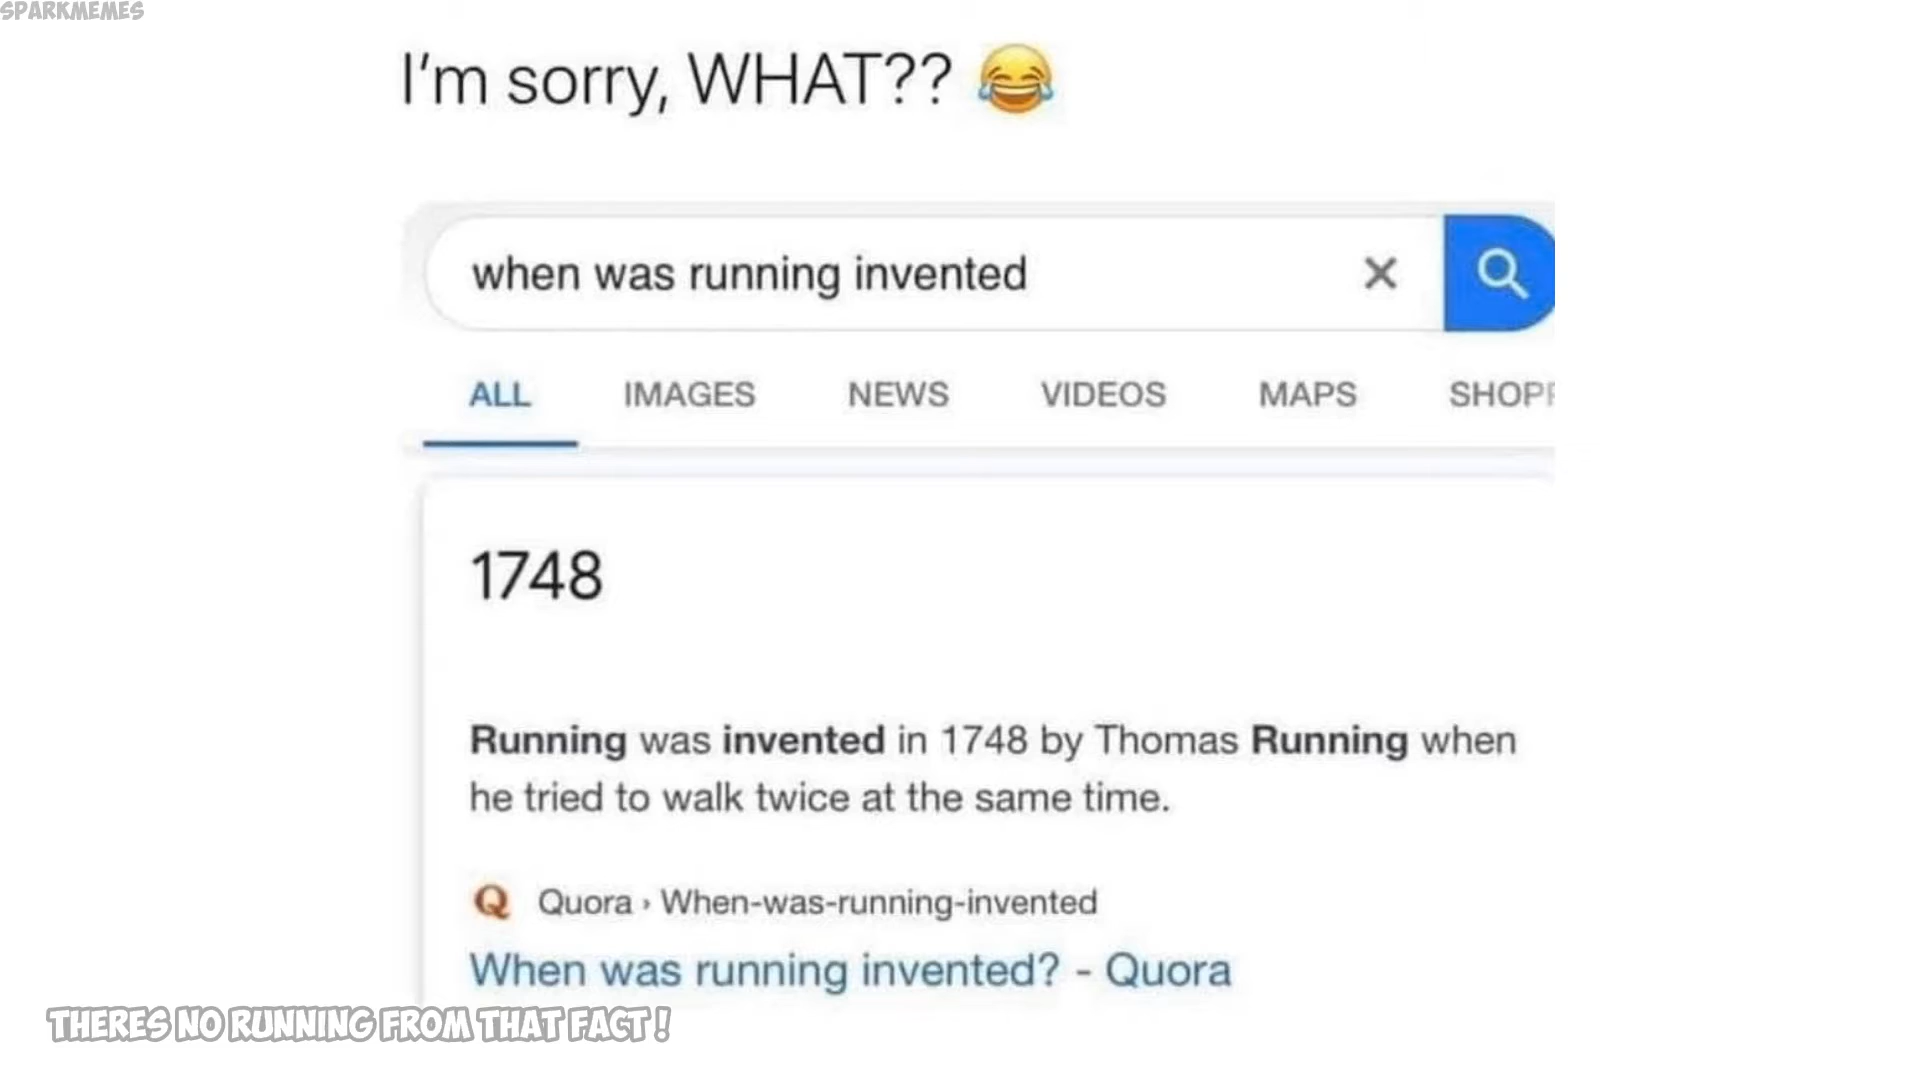 SPARKMEMES
I'm sorry, WHAT?? 😂
when was running invented
ALL IMAGES NEWS VIDEOS MAPS SHOPP
1748
Running was invented in 1748 by Thomas Running when
he tried to walk twice at the same time.
Quora › When-was-running-invented
When was running invented? - Quora
THERES NO RUNNING FROM THAT FACT!